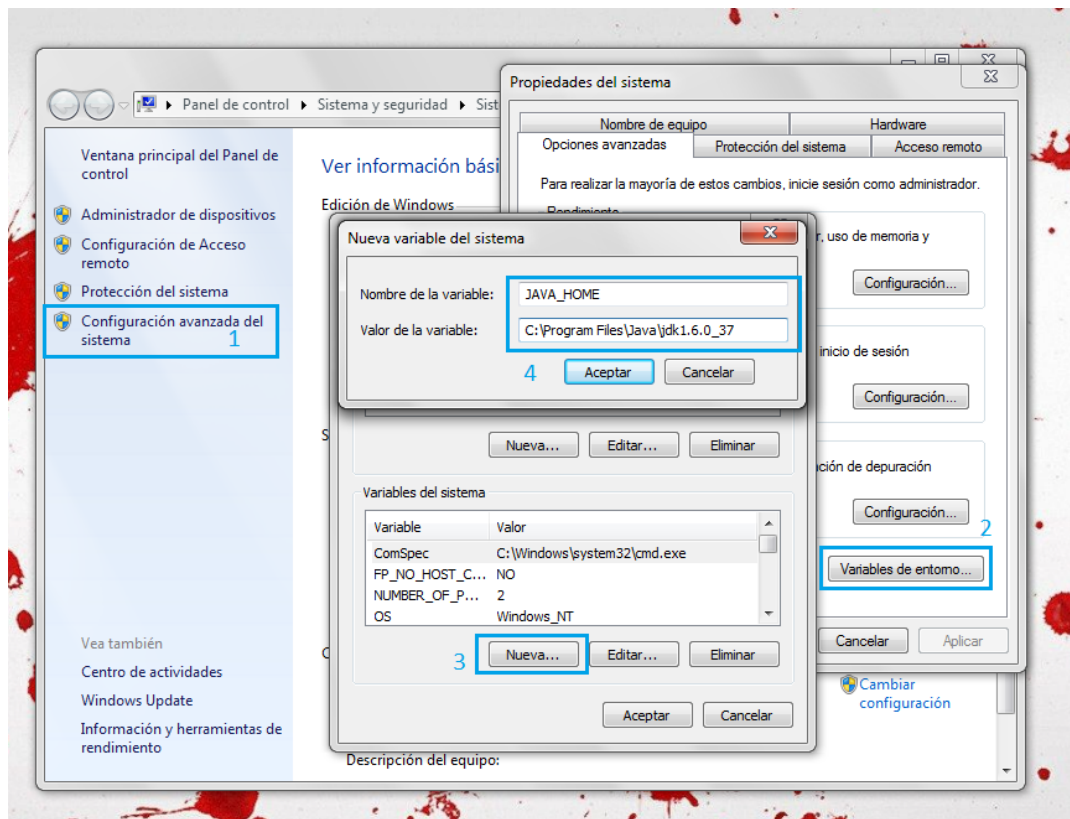 Propiedades del sistema
Panel de control
Sistema y seguridad
Sist
Nombre de equipo
Hardware
Opciones avanzadas
Protección del sistema
Acceso remoto
Ventana principal del Panel de
control
Ver información bási
Para realizar la mayoría de estos cambios, inicie sesión como administrador.
Edición de Windows
Rendimiento
Administrador de dispositivos
Configuración de Acceso
remoto
Protección del sistema
Configuración avanzada del
sistema
1
Nueva variable del sistema
Nombre de la variable:
JAVA_HOME
Valor de la variable:
C:\Program Files\Java\jdk1.6.0_37
4
Aceptar
Cancelar
r, uso de memoria y
Configuración...
inicio de sesión
Configuración...
ción de depuración
Configuración...
2
Variables de entorno...
Cancelar
Aplicar
S
Nueva...
Editar...
Eliminar
Variables del sistema
Variable
Valor
ComSpec
C:\Windows\system32\cmd.exe
FP_NO_HOST_C...
NO
NUMBER_OF_P...
2
OS
Windows_NT
3
Nueva...
Editar...
Eliminar
Aceptar
Cancelar
Vea también
Centro de actividades
Windows Update
Información y herramientas de
rendimiento
Cambiar
configuración
Descripción del equipo: